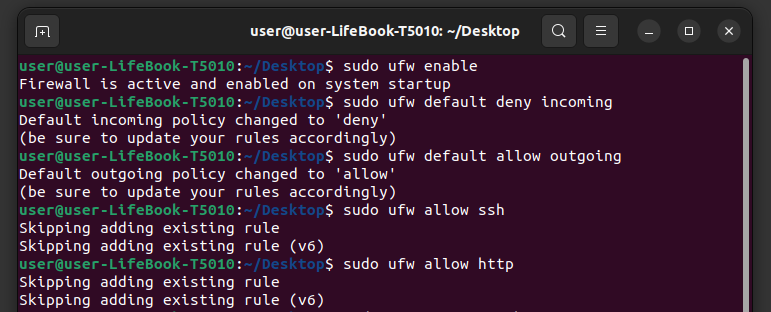 user@user-LifeBook-T5010: ~/Desktop
user@user-LifeBook-T5010:~/Desktop$ sudo ufw enable
Firewall is active and enabled on system startup
user@user-LifeBook-T5010:~/Desktop$ sudo ufw default deny incoming
Default incoming policy changed to 'deny'
(be sure to update your rules accordingly)
user@user-LifeBook-T5010:~/Desktop$ sudo ufw default allow outgoing
Default outgoing policy changed to 'allow'
(be sure to update your rules accordingly)
user@user-LifeBook-T5010:~/Desktop$ sudo ufw allow ssh
Skipping adding existing rule
Skipping adding existing rule (v6)
user@user-LifeBook-T5010:~/Desktop$ sudo ufw allow http
Skipping adding existing rule
Skipping adding existing rule (v6)